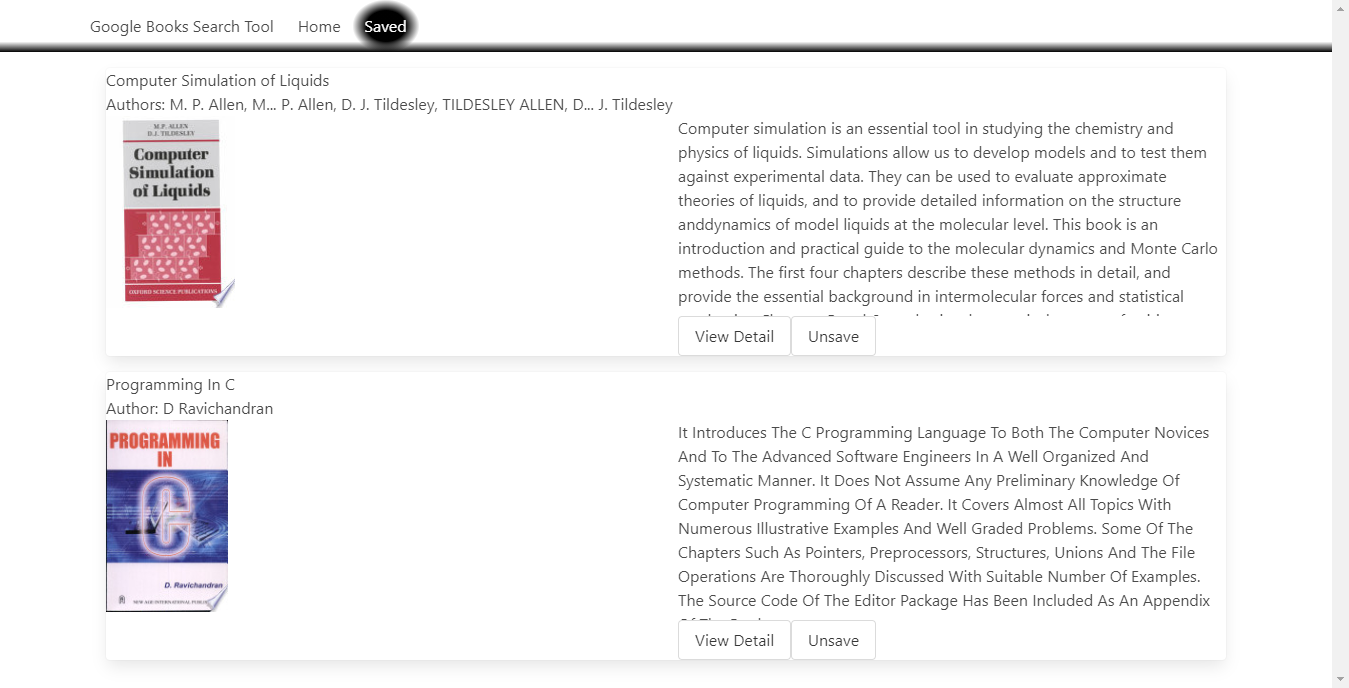 Google Books Search Tool Home Saved
Computer Simulation of Liquids
Authors: M. P. Allen, M... P. Allen, D. J. Tildesley, TILDESLEY ALLEN, D... J. Tildesley
M.P. ALLEN
D.J. TILDESLEY
Computer
Simulation
of Liquids
OXFORD SCIENCE PUBLICATIONS
Computer simulation is an essential tool in studying the chemistry and
physics of liquids. Simulations allow us to develop models and to test them
against experimental data. They can be used to evaluate approximate
theories of liquids, and to provide detailed information on the structure
anddynamics of model liquids at the molecular level. This book is an
introduction and practical guide to the molecular dynamics and Monte Carlo
methods. The first four chapters describe these methods in detail, and
provide the essential background in intermolecular forces and statistical
View Detail Unsave
Programming In C
Author: D Ravichandran
PROGRAMMING
IN
C
D. Ravichandran
NEW AGE INTERNATIONAL
It Introduces The C Programming Language To Both The Computer Novices
And To The Advanced Software Engineers In A Well Organized And
Systematic Manner. It Does Not Assume Any Preliminary Knowledge Of
Computer Programming Of A Reader. It Covers Almost All Topics With
Numerous Illustrative Examples And Well Graded Problems. Some Of The
Chapters Such As Pointers, Preprocessors, Structures, Unions And The File
Operations Are Thoroughly Discussed With Suitable Number Of Examples.
The Source Code Of The Editor Package Has Been Included As An Appendix
View Detail Unsave